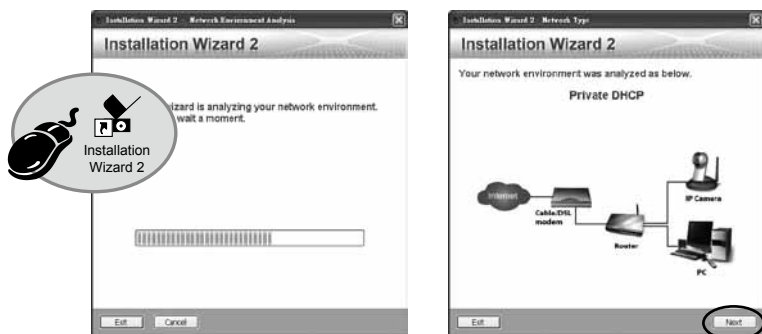 Installation Wizard 2 - Network Environment Analysis
Installation Wizard 2
izard is analyzing your network environment.
wait a moment.
Installation
Wizard 2
Exit
Cancel
Installation Wizard 2 - Network Type
Installation Wizard 2
Your network environment was analyzed as below.
Private DHCP
Internet
Cable/DSL
modem
Router
IP Camera
PC
Exit
Next